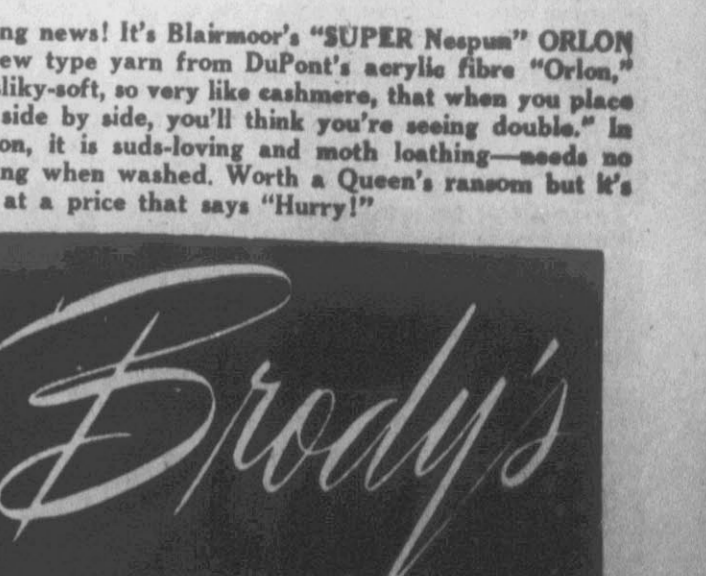 ng news! It's Blairmoor's "SUPER Nespun" ORLON
ew type yarn from DuPont's acrylic fibre "Orlon,"
liky-soft, so very like cashmere, that when you place
side by side, you'll think you're seeing double." In
on, it is suds-loving and moth loathing—needs no
ng when washed. Worth a Queen's ransom but it's
at a price that says "Hurry!"
Brody's